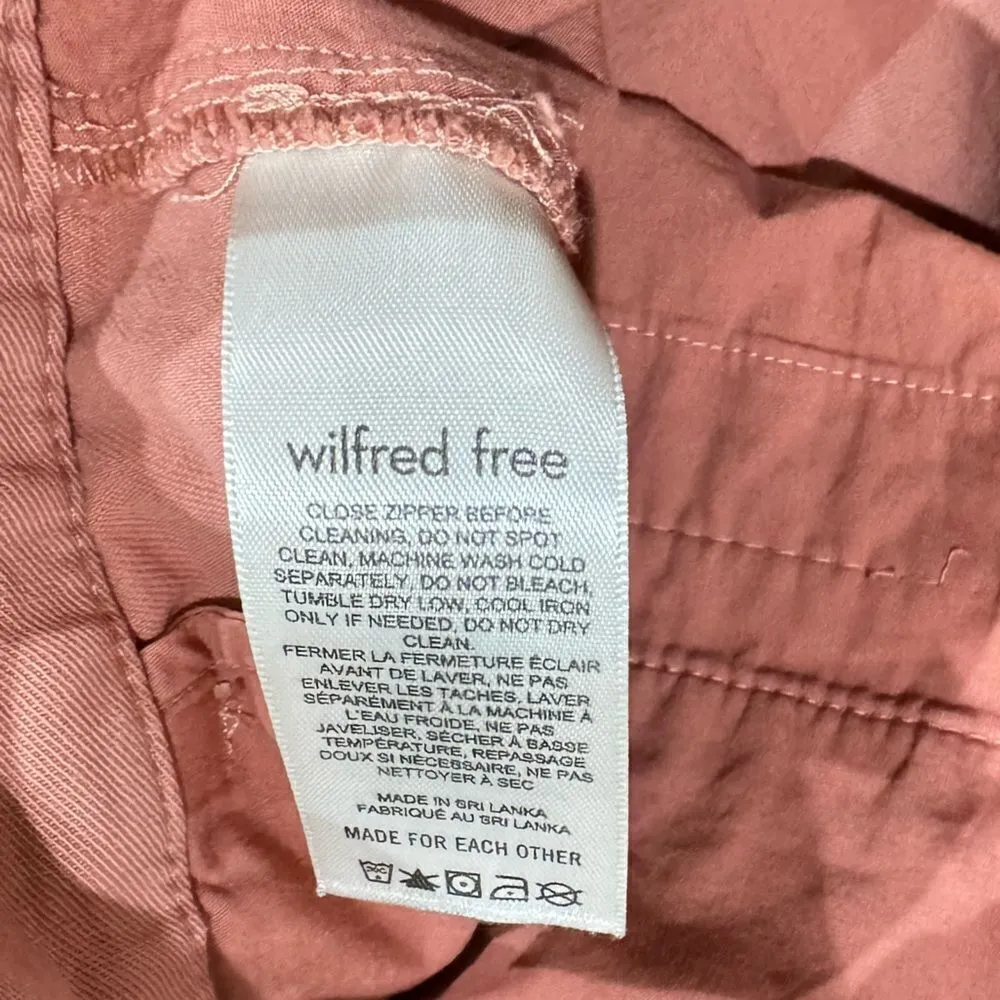 wilfred free
CLOSE ZIPPER BEFORE
CLEANING, DO NOT SPOT
CLEAN, MACHINE WASH COLD
SEPARATELY, DO NOT BLEACH,
TUMBLE DRY LOW, COOL IRON
ONLY IF NEEDED, DO NOT DRY
CLEAN.
FERMER LA FERMETURE ÉCLAIR
AVANT DE LAVER, NE PAS
ENLEVER LES TACHES, LAVER
SÉPARÉMENT À LA MACHINE À
L'EAU FROIDE, NE PAS
JAVELISER, SÉCHER À BASSE
TEMPÉRATURE, REPASSAGE
DOUX SI NÉCESSAIRE, NE PAS
NETTOYER À SEC
MADE IN SRI LANKA
FABRIQUÉ AU SRI LANKA
MADE FOR EACH OTHER